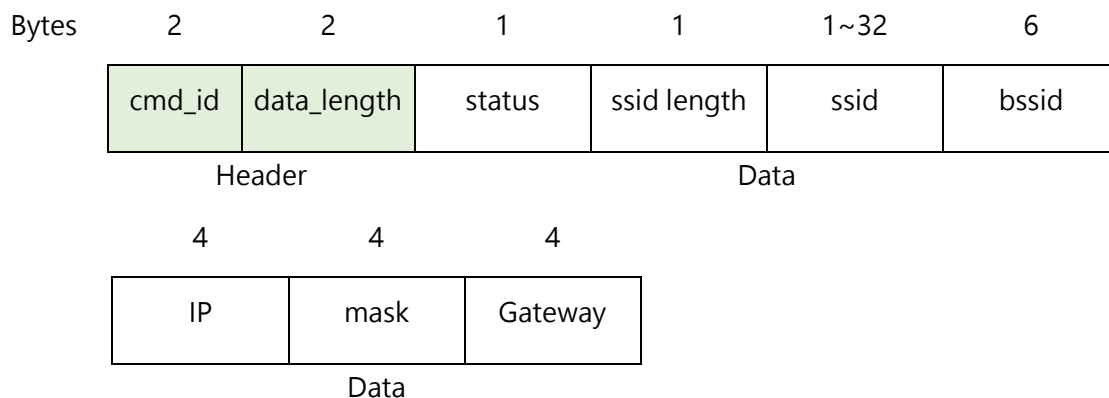 Bytes 2 2 1 1 1~32 6
cmd_id data_length status ssid length ssid bssid
Header Data
4 4 4
IP mask Gateway
Data